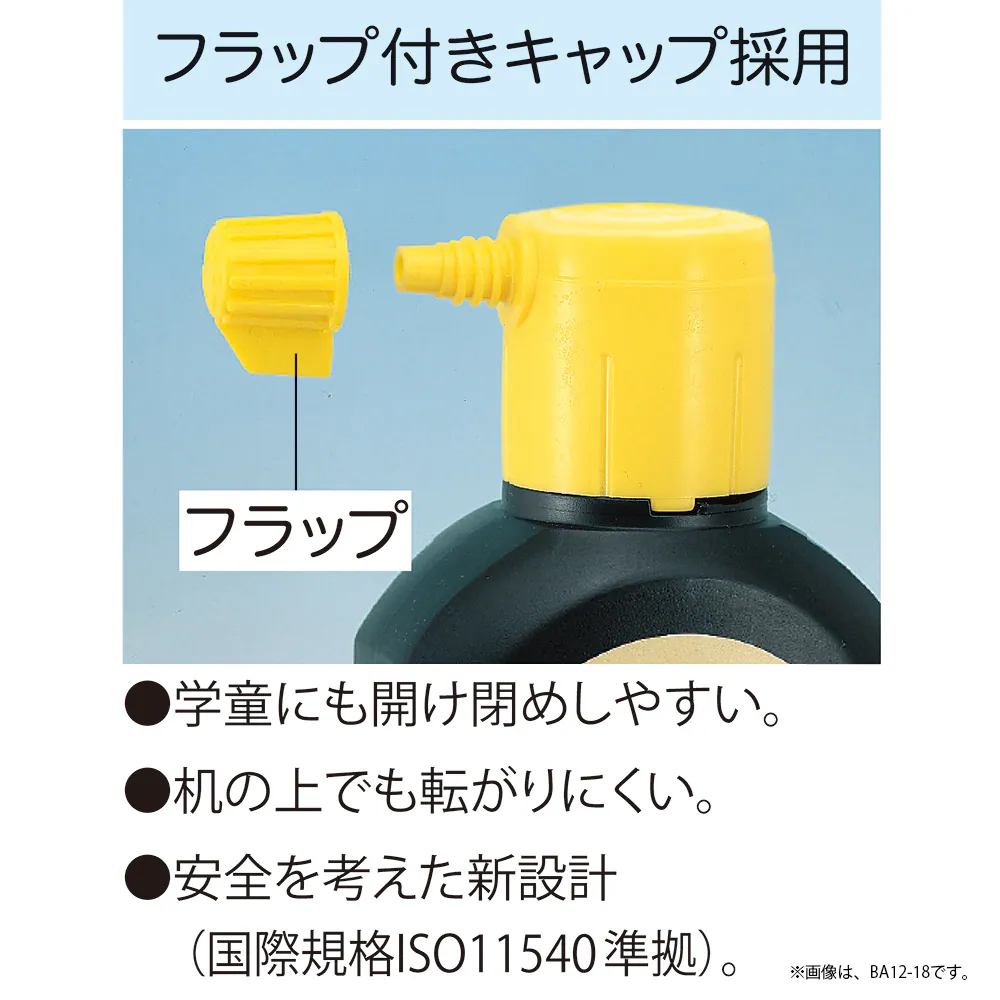 フラップ付きキャップ採用
フラップ
●学童にも開け閉めしやすい。
●机の上でも転がりにくい。
●安全を考えた新設計
（国際規格ISO11540準拠）。
※画像は、BA12-18です。